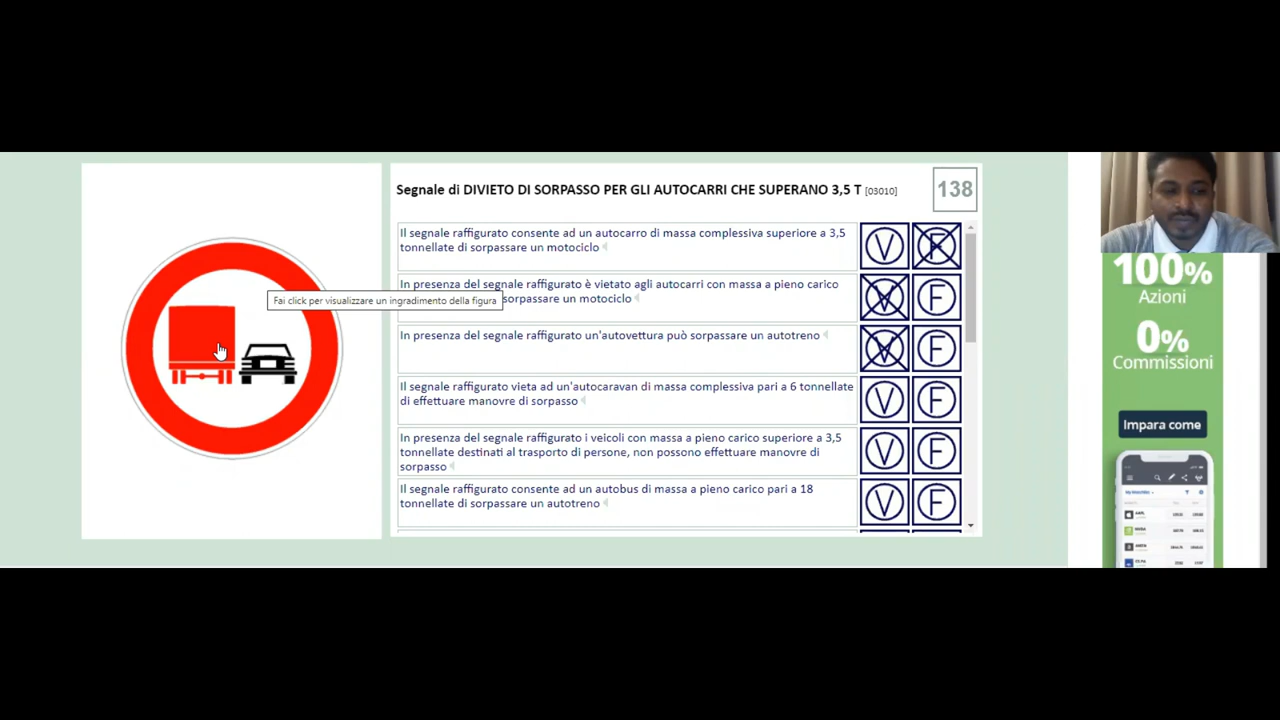 Segnale di DIVIETO DI SORPASSO PER GLI AUTOCARRI CHE SUPERANO 3,5 T [03010]
138
Il segnale raffigurato consente ad un autocarro di massa complessiva superiore a 3,5
tonnellate di sorpassare un motociclo
V F
In presenza del segnale raffigurato è vietato agli autocarri con massa a pieno carico
sorpassare un motociclo
V F
Fai click per visualizzare un ingradimento della figura
In presenza del segnale raffigurato un'autovettura può sorpassare un autotreno
V F
Il segnale raffigurato vieta ad un'autocaravan di massa complessiva pari a 6 tonnellate
di effettuare manovre di sorpasso
V F
In presenza del segnale raffigurato i veicoli con massa a pieno carico superiore a 3,5
tonnellate destinati al trasporto di persone, non possono effettuare manovre di
sorpasso
V F
Il segnale raffigurato consente ad un autobus di massa a pieno carico pari a 18
tonnellate di sorpassare un autotreno
V F
100%
Azioni
0%
Commissioni
Impara come